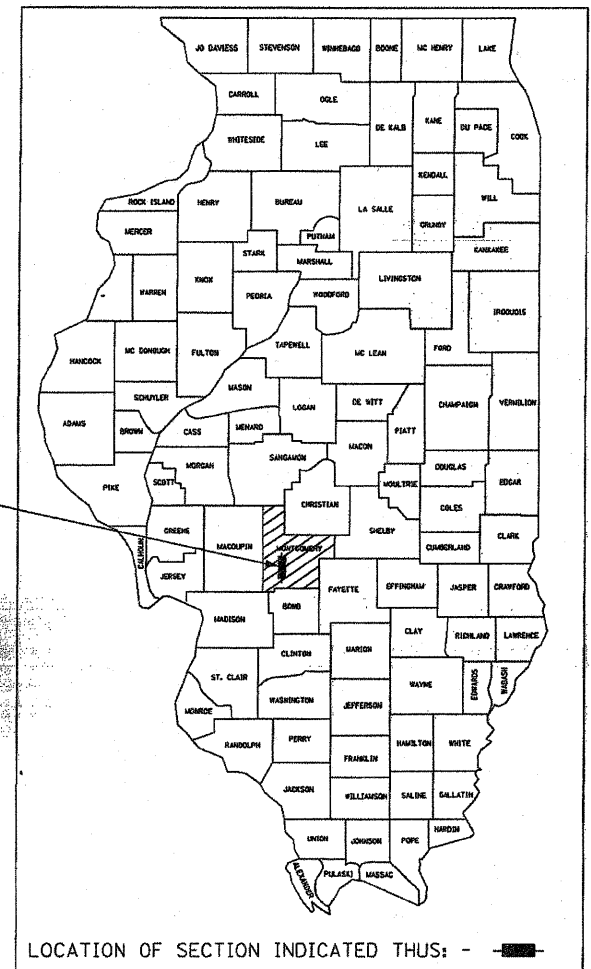 JO DAVIESS STEVENSON WINNEBAGO BOONE MC HENRY LAKE
CARROLL OGLE
DE KALB KANE DU PAGE COOK
WHITESIDE LEE
KENDALL
ROCK ISLAND HENRY BUREAU LA SALLE WILL
GRUNDY
MERCER PUTNAM
KANKAKEE
STARK MARSHALL
LIVINGSTON
WARREN KNOX PEORIA WOODFORD
IROQUOIS
TAPEWELL FORD
HANCOCK MC DONOUGH FULTON MC LEAN
MASON
SCHUYLER LOGAN DE WITT CHAMPAIGN VERMILION
ADAMS PIATT
BROWN CASS MENARD MACON
MORGAN SANGAMON DOUGLAS
PIKE SCOTT MOULTRIE EDGAR
CHRISTIAN COLES
SHELBY
GREENE MACOUPIN MONTGOMERY CUMBERLAND CLARK
CALHOUN JERSEY
FAYETTE EFFINGHAM JASPER CRAWFORD
BOND
MADISON
CLAY RICHLAND LAWRENCE
CLINTON MARION
ST. CLAIR WAYNE EDWARDS WABASH
WASHINGTON
MONROE JEFFERSON
RANDOLPH PERRY HAMILTON WHITE
FRANKLIN
JACKSON WILLIAMSON SALINE GALLATIN
HARDIN
UNION JOHNSON POPE
ALEXANDER PULASKI MASSAC
LOCATION OF SECTION INDICATED THUS: -